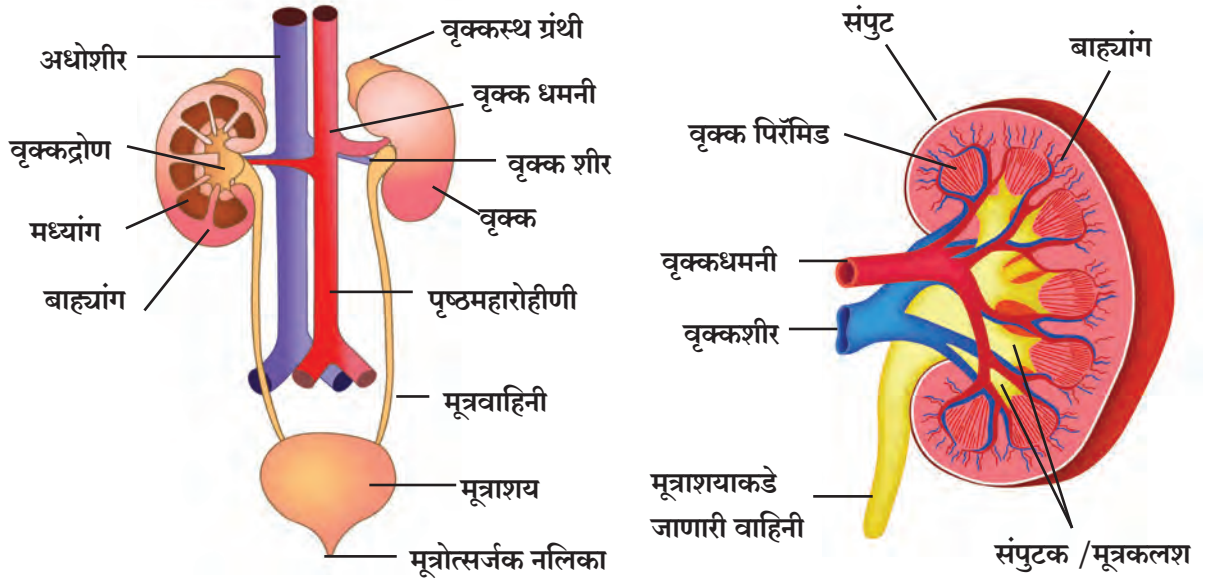 अधोशीर
वृक्कद्रोण
मध्यांग
बाह्यांग
वृक्कस्थ ग्रंथी
वृक्क धमनी
वृक्क शीर
वृक्क
पृष्ठमहारोहीणी
मूत्रवाहिनी
मूत्राशय
मूत्रोत्सर्जक नलिका
संपुट
बाह्यांग
वृक्क पिरॅमिड
वृक्कधमनी
वृक्कशीर
मूत्राशयाकडे
जाणारी वाहिनी
संपुटक /मूत्रकलश